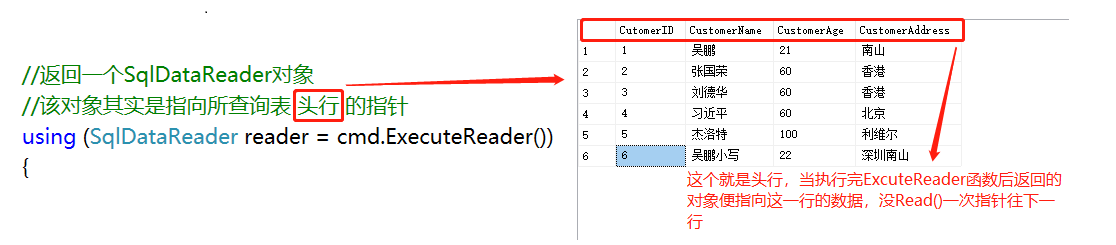 //返回一个SqlDataReader对象
//该对象其实是指向所查询表 头行 的指针
using (SqlDataReader reader = cmd.ExecuteReader())
{
CutomerID CustomerName CustomerAge CustomerAddress
1 1 吴鹏 21 南山
2 2 张国荣 60 香港
3 3 刘德华 60 香港
4 4 习近平 60 北京
5 5 杰洛特 100 利维尔
6 6 吴鹏小写 22 深圳南山
这个就是头行，当执行完ExcuteReader函数后返回的
对象便指向这一行的数据，没Read()一次指针往下一
行